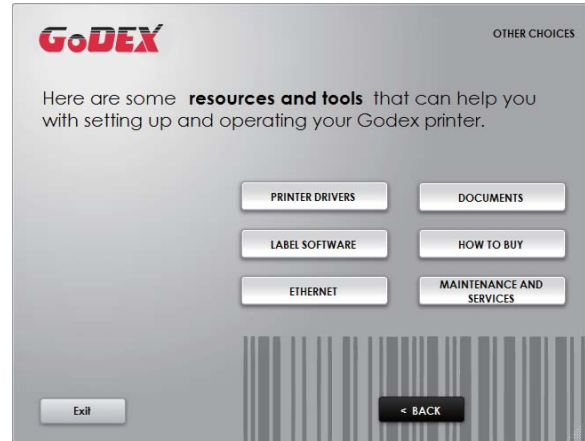 GoDEX
OTHER CHOICES
Here are some resources and tools that can help you
with setting up and operating your Godex printer.
PRINTER DRIVERS
DOCUMENTS
LABEL SOFTWARE
HOW TO BUY
ETHERNET
MAINTENANCE AND
SERVICES
Exit
< BACK